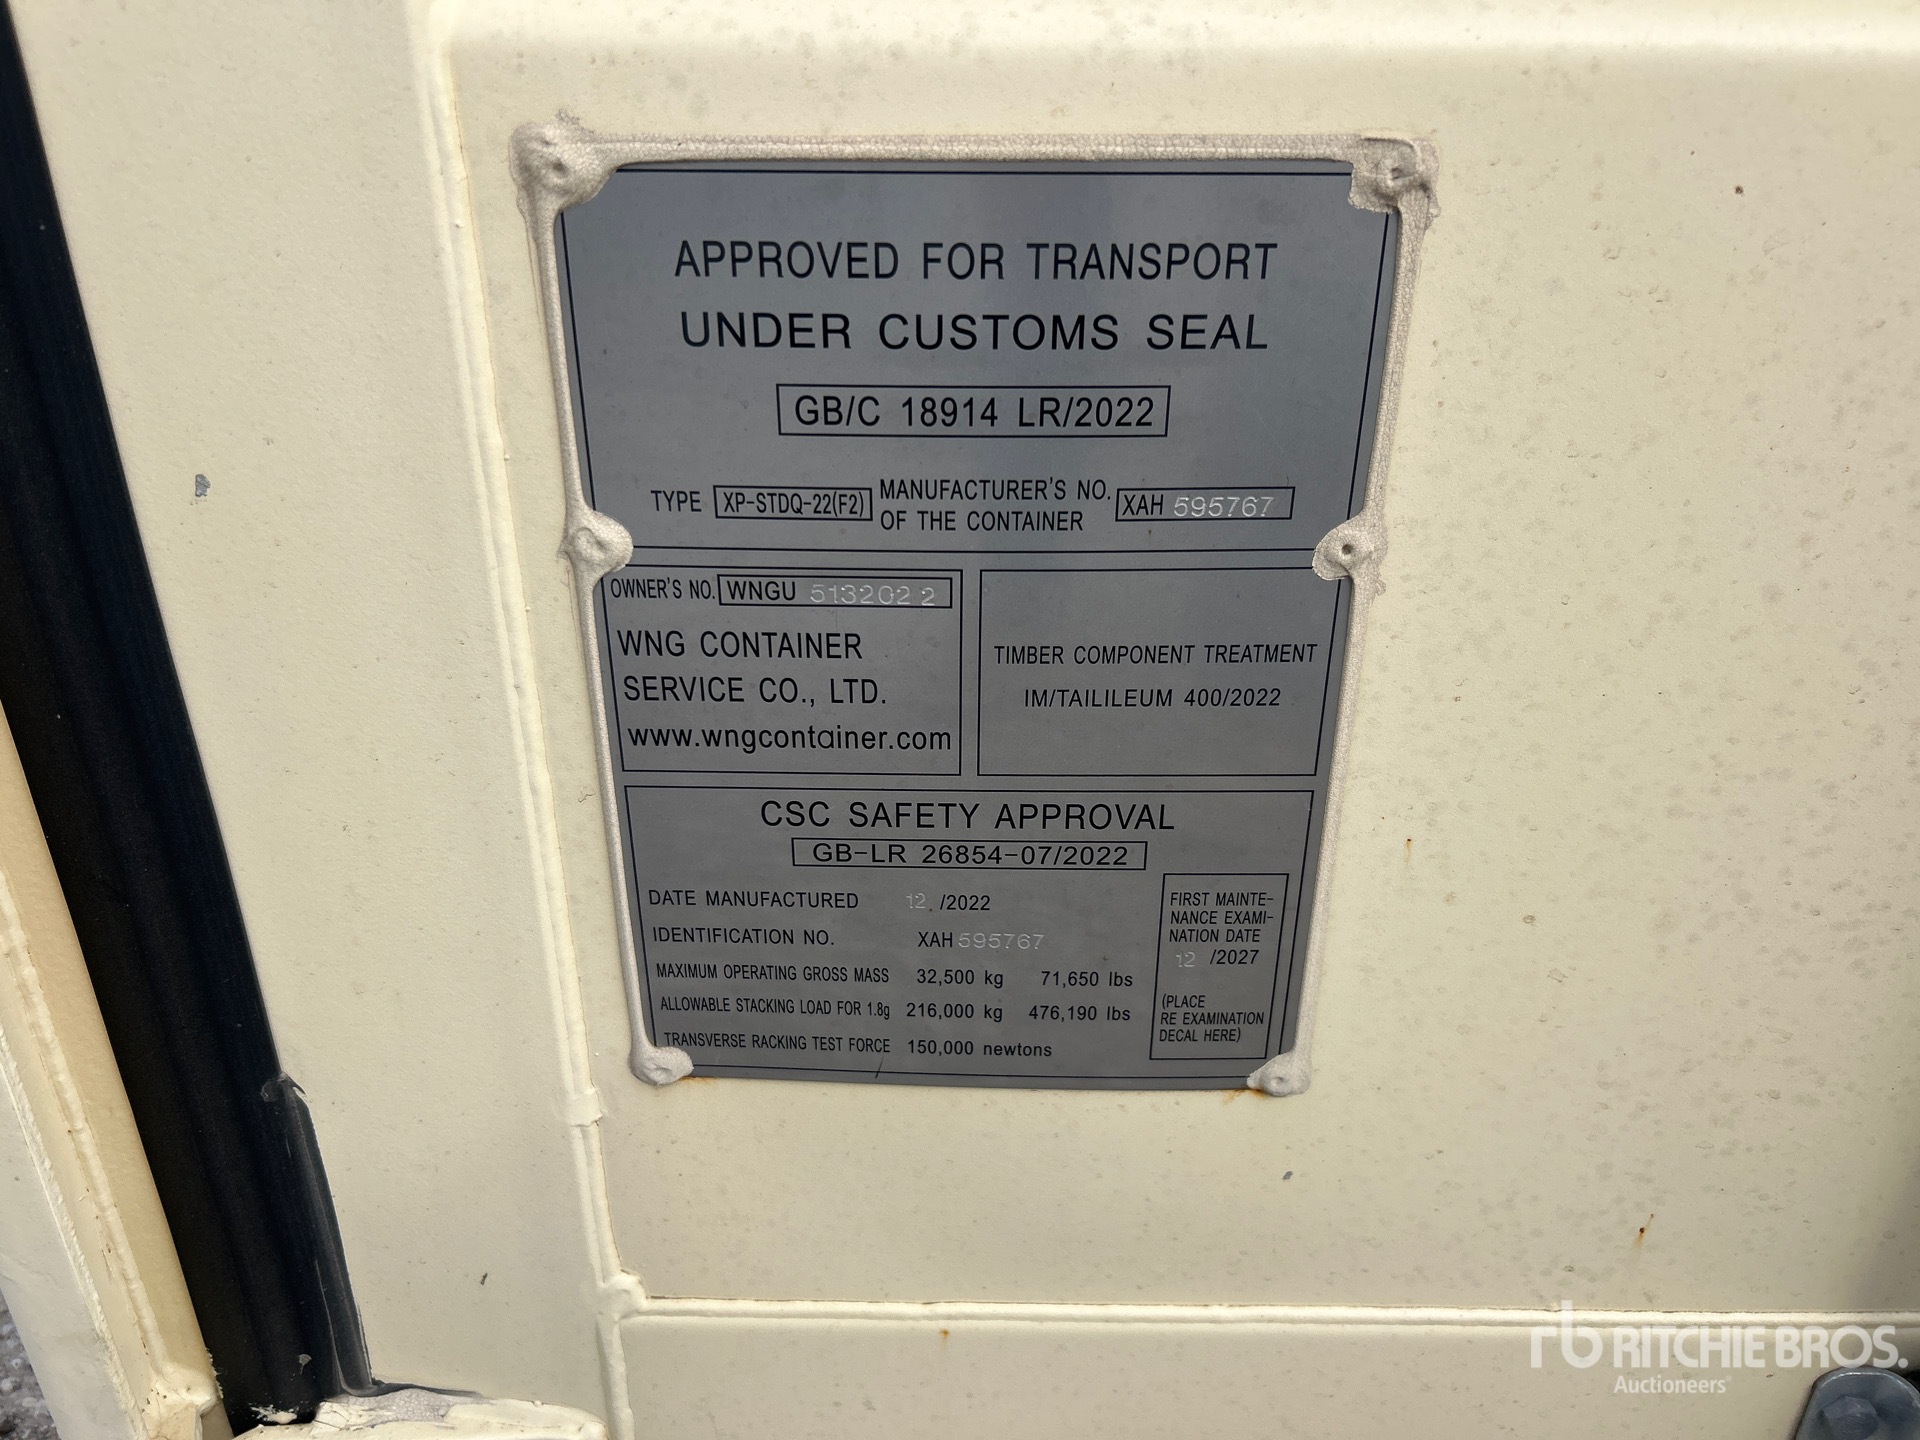 APPROVED FOR TRANSPORT
UNDER CUSTOMS SEAL
GB/C 18914 LR/2022
TYPE XP-STDQ-22(F2) MANUFACTURER'S NO. OF THE CONTAINER XAH 595767
OWNER'S NO. WNGU 513202 2
WNG CONTAINER
SERVICE CO., LTD.
www.wngcontainer.com
TIMBER COMPONENT TREATMENT
IM/TAILILEUM 400/2022
CSC SAFETY APPROVAL
GB-LR 26854-07/2022
DATE MANUFACTURED 12 /2022
IDENTIFICATION NO. XAH 595767
MAXIMUM OPERATING GROSS MASS 32,500 kg 71,650 lbs
ALLOWABLE STACKING LOAD FOR 1.8g 216,000 kg 476,190 lbs
TRANSVERSE RACKING TEST FORCE 150,000 newtons
FIRST MAINTE-
NANCE EXAMI-
NATION DATE
12 /2027
(PLACE
RE EXAMINATION
DECAL HERE)
rb RITCHIE BROS.
Auctioneers